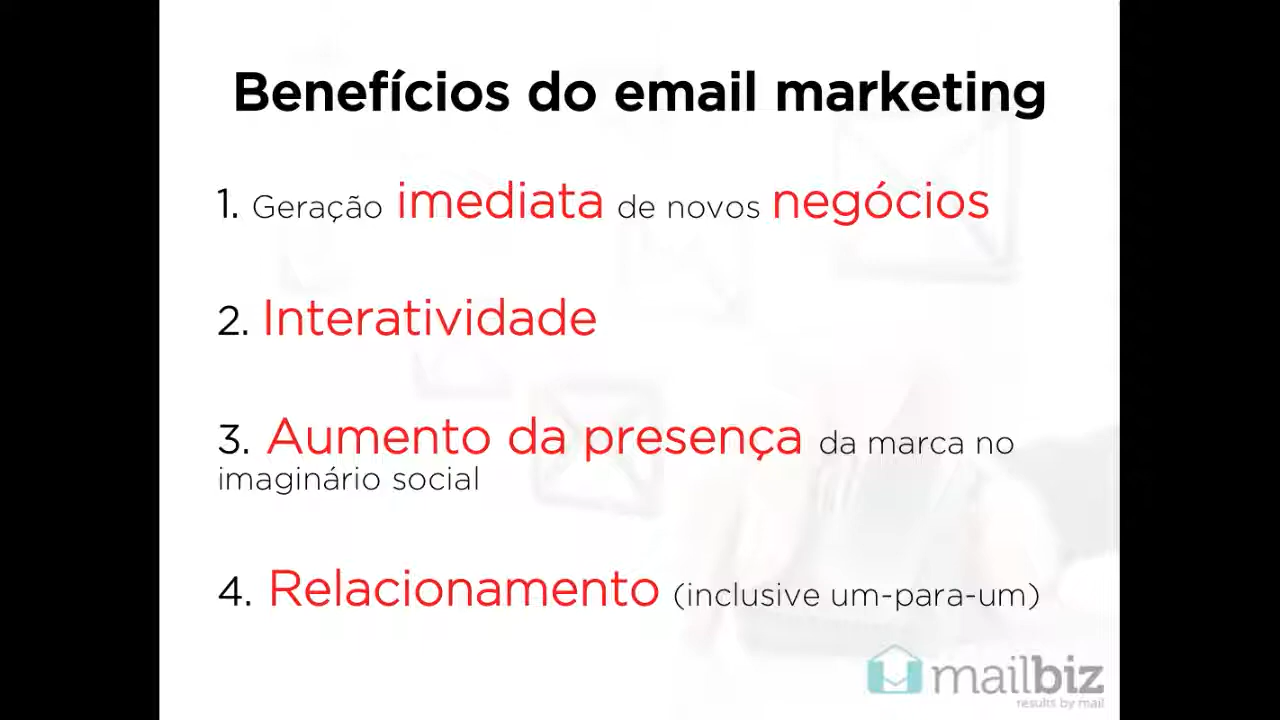 Benefícios do email marketing
1. Geração imediata de novos negócios
2. Interatividade
3. Aumento da presença da marca no
imaginário social
4. Relacionamento (inclusive um-para-um)
mailbiz
results by mail